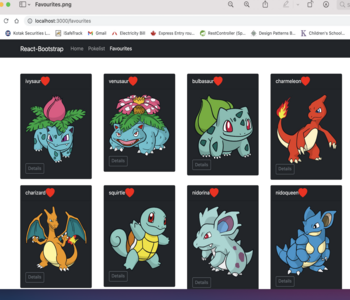 Favourites.png
localhost:3000/favourites
Kotak Securities L... iSafeTrack Gmail Electricity Bill Express Entry rou... RestController (Sp... Design Patterns B... Children's School...
React-Bootstrap Home Pokelist Favourites
ivysaur venusaur bulbasaur charmeleon
Details Details Details Details
charizard squirtle nidorina nidoqueen
Details Details Details Details